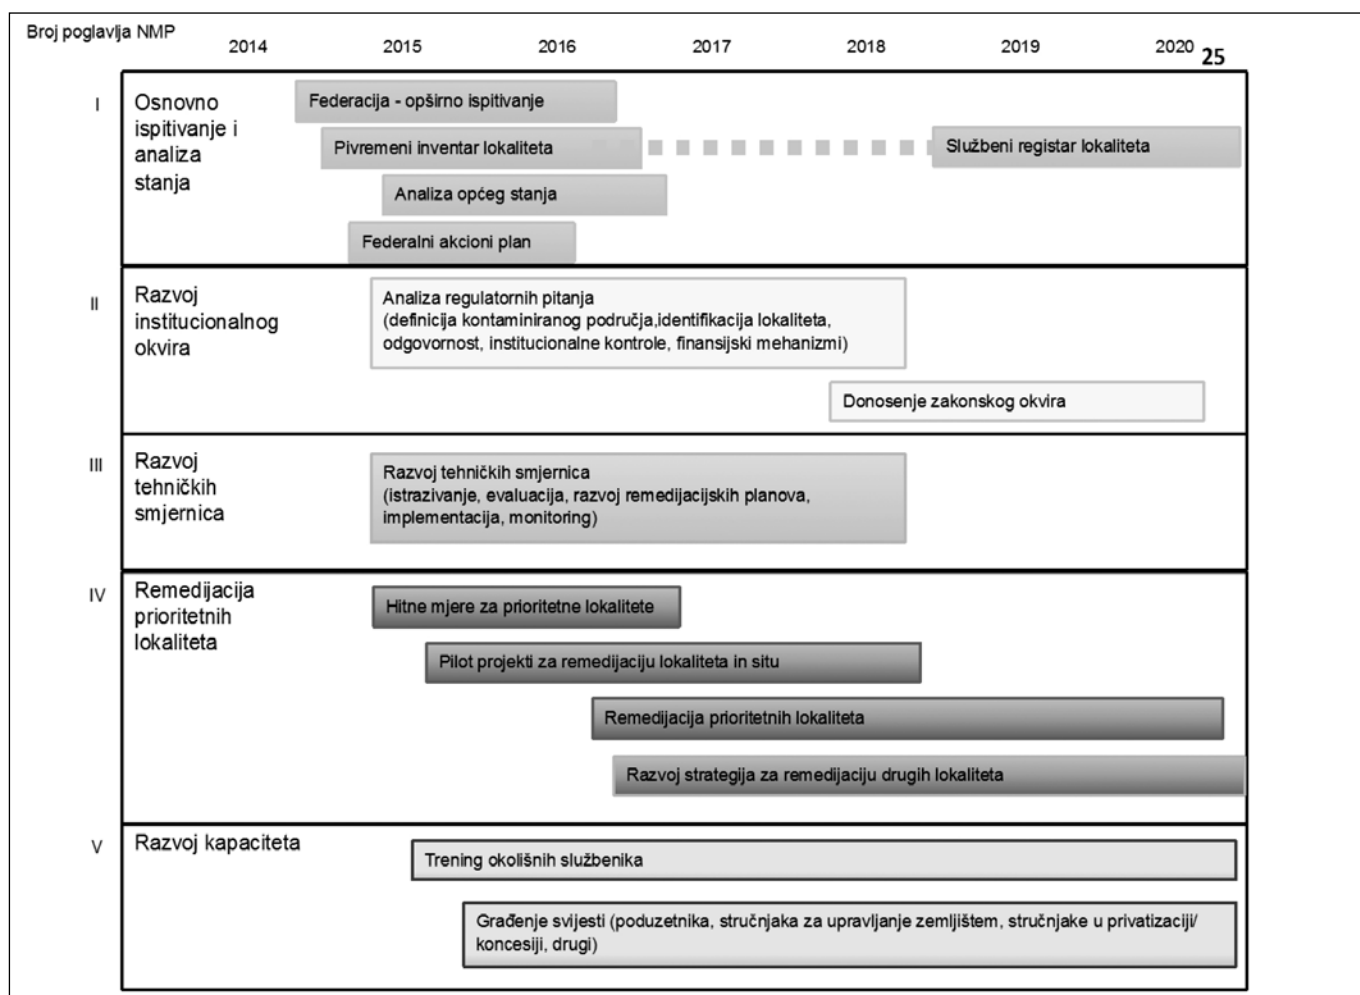 Broj poglavlja NMP
2014 2015 2016 2017 2018 2019 2020 25
I
Osnovno
ispitivanje i
analiza
stanja
Federacija - opširno ispitivanje
Pivremeni inventar lokaliteta
Službeni registar lokaliteta
Analiza općeg stanja
Federalni akcioni plan
II
Razvoj
institucionalnog
okvira
Analiza regulatornih pitanja
(definicija kontaminiranog područja,identifikacija lokaliteta,
odgovornost, institucionalne kontrole, finansijski mehanizmi)
Donosenje zakonskog okvira
III
Razvoj
tehničkih
smjernica
Razvoj tehničkih smjernica
(istrazivanje, evaluacija, razvoj remedijacijskih planova,
implementacija, monitoring)
IV
Remedijacija
prioritetnih
lokaliteta
Hitne mjere za prioritetne lokalitete
Pilot projekti za remedijaciju lokaliteta in situ
Remedijacija prioritetnih lokaliteta
Razvoj strategija za remedijaciju drugih lokaliteta
V
Razvoj kapaciteta
Trening okolišnih službenika
Građenje svijesti (poduzetnika, stručnjaka za upravljanje zemljištem, stručnjake u privatizaciji/
koncesiji, drugi)